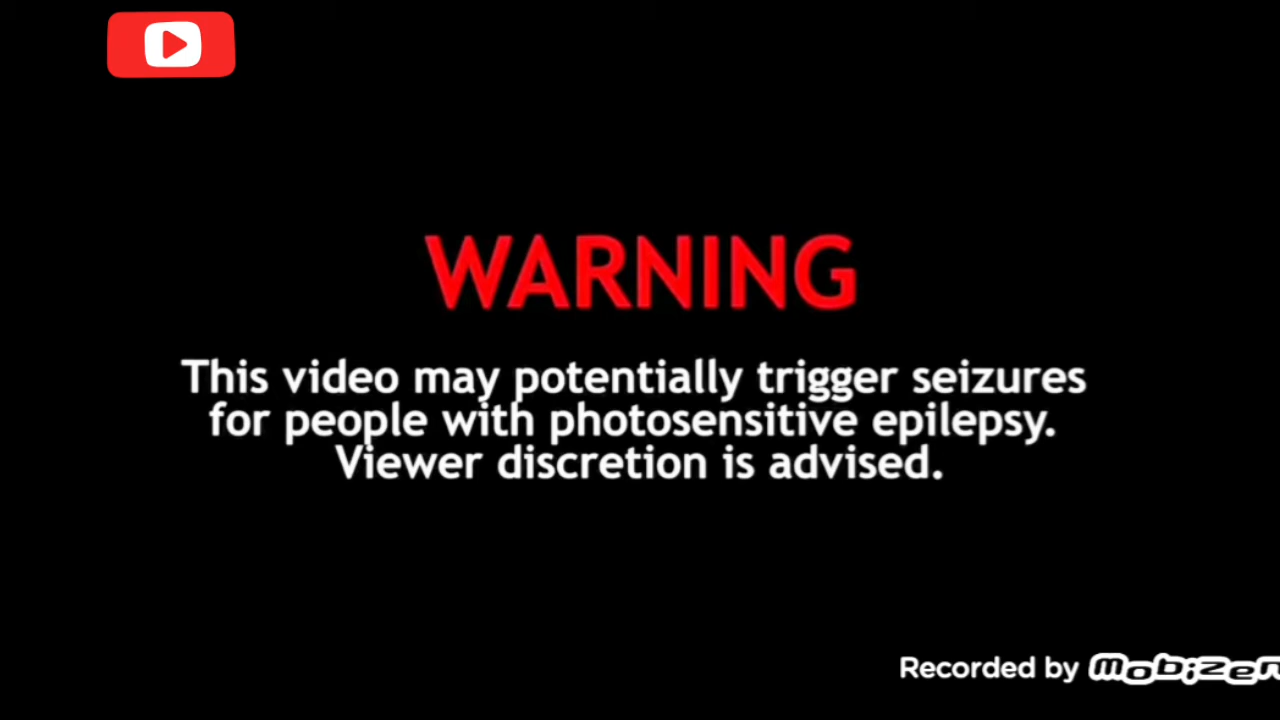 WARNING
This video may potentially trigger seizures
for people with photosensitive epilepsy.
Viewer discretion is advised.
Recorded by Mobizen